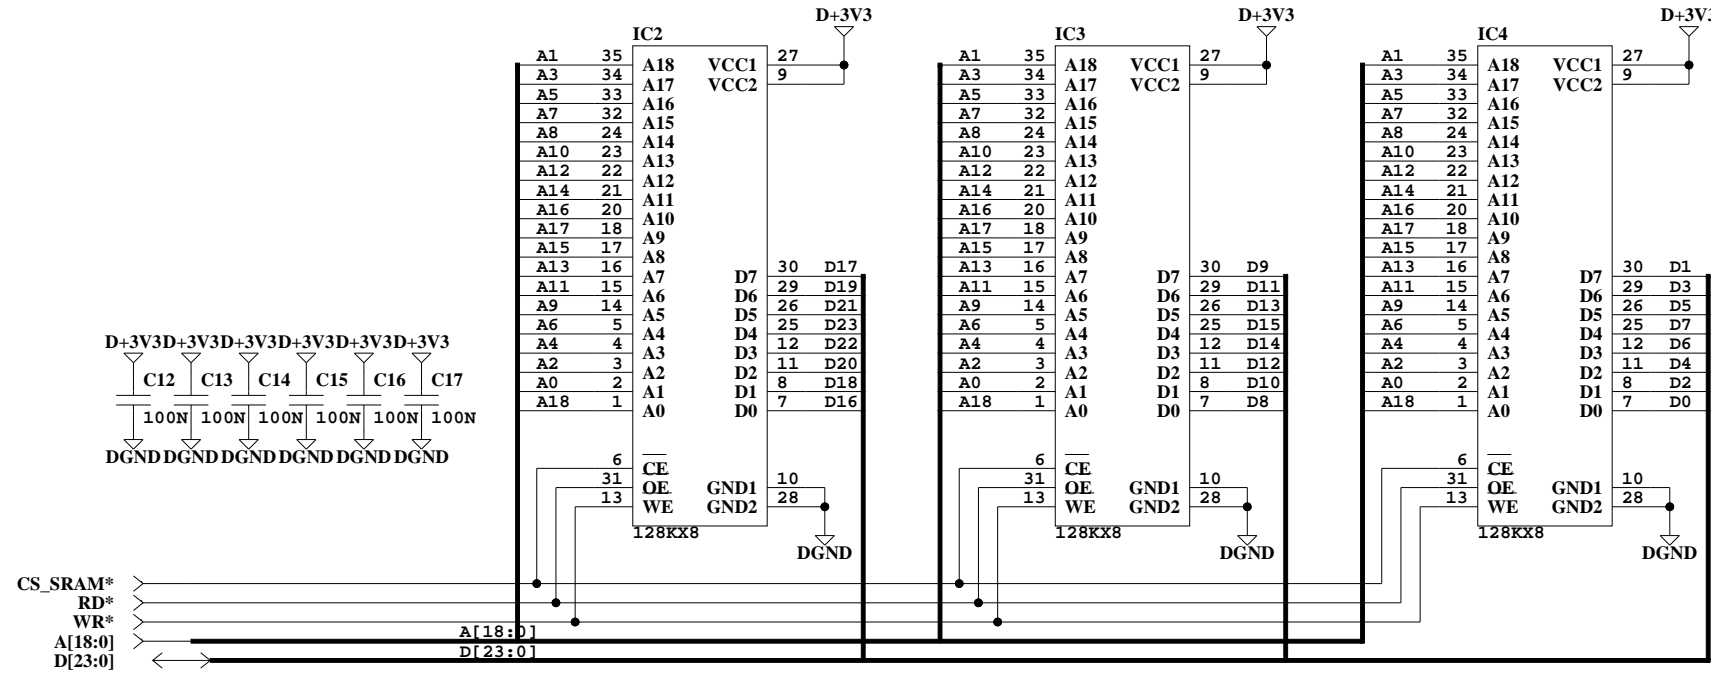 D+3V3 D+3V3 D+3V3
IC2 IC3 IC4
A1 35 A18 VCC1 27 A1 35 A18 VCC1 27 A1 35 A18 VCC1 27
A3 34 A17 VCC2 9 A3 34 A17 VCC2 9 A3 34 A17 VCC2 9
A5 33 A16 A5 33 A16 A5 33 A16
A7 32 A15 A7 32 A15 A7 32 A15
A8 24 A14 A8 24 A14 A8 24 A14
A10 23 A13 A10 23 A13 A10 23 A13
A12 22 A12 A12 22 A12 A12 22 A12
A14 21 A11 A14 21 A11 A14 21 A11
A16 20 A10 A16 20 A10 A16 20 A10
A17 18 A9 A17 18 A9 A17 18 A9
A15 17 A8 A15 17 A8 A15 17 A8
A13 16 A7 D7 30 D17 A13 16 A7 D7 30 D9 A13 16 A7 D7 30 D1
A11 15 A6 D6 29 D19 A11 15 A6 D6 29 D11 A11 15 A6 D6 29 D3
A9 14 A5 D5 26 D21 A9 14 A5 D5 26 D13 A9 14 A5 D5 26 D5
A6 5 A4 D4 25 D23 A6 5 A4 D4 25 D15 A6 5 A4 D4 25 D7
D+3V3 D+3V3 D+3V3 D+3V3 D+3V3 D+3V3 A4 4 A3 D3 12 D22 A4 4 A3 D3 12 D14 A4 4 A3 D3 12 D6
A2 3 A2 D2 11 D20 A2 3 A2 D2 11 D12 A2 3 A2 D2 11 D4
C12 C13 C14 C15 C16 C17 A0 2 A1 D1 8 D18 A0 2 A1 D1 8 D10 A0 2 A1 D1 8 D2
A18 1 A0 D0 7 D16 A18 1 A0 D0 7 D8 A18 1 A0 D0 7 D0
100N 100N 100N 100N 100N 100N
DGND DGND DGND DGND DGND DGND
6 CE 6 CE 6 CE
31 OE GND1 10 31 OE GND1 10 31 OE GND1 10
13 WE GND2 28 13 WE GND2 28 13 WE GND2 28
128KX8 128KX8 128KX8
DGND DGND DGND
CS_SRAM*
RD*
WR*
A[18:0] A[18:0]
D[23:0] D[23:0]